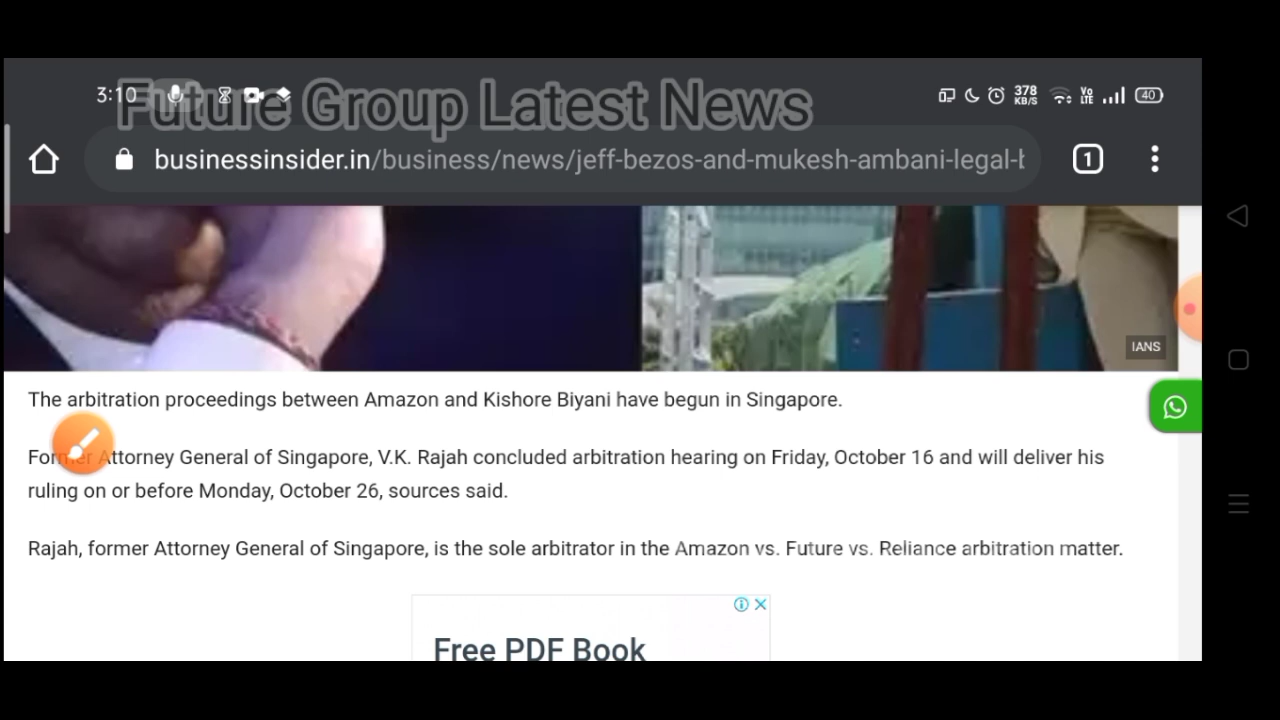 Future Group Latest News
3:10
378
KB/S
Vo
LTE
40
businessinsider.in/business/news/jeff-bezos-and-mukesh-ambani-legal-b
1
IANS
The arbitration proceedings between Amazon and Kishore Biyani have begun in Singapore.
Former Attorney General of Singapore, V.K. Rajah concluded arbitration hearing on Friday, October 16 and will deliver his
ruling on or before Monday, October 26, sources said.
Rajah, former Attorney General of Singapore, is the sole arbitrator in the Amazon vs. Future vs. Reliance arbitration matter.
Free PDF Book